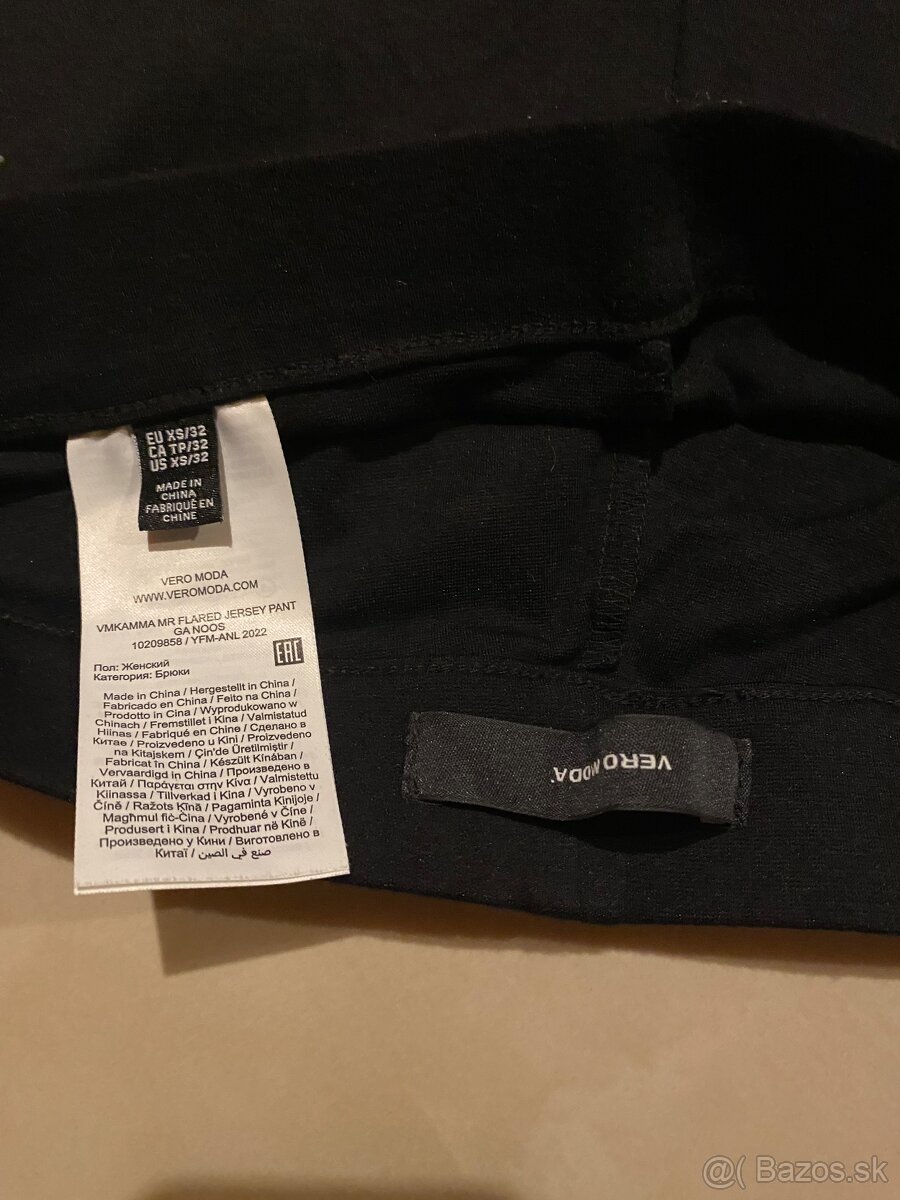 EU XS/32
CA TP/32
US XS/32
MADE IN
CHINA
FABRIQUÉ EN
CHINE
VERO MODA
WWW.VEROMODA.COM
VMKAMMA MR FLARED JERSEY PANT
GA NOOS
10209858 / YFM-ANL 2022
EAC
Пол: Женский
Категория: Брюки
Made in China / Hergestellt in China /
Fabricado en China / Feito na China /
Prodotto in Cina / Wyprodukowano w
Chinach / Fremstillet i Kina / Valmistatud
Hiinas / Fabriqué en Chine / Сделано в
Китае / Proizvedeno u Kini / Proizvedeno
na Kitajskem / Çin'de Üretilmiştir /
Fabricat în China / Készült Kínában /
Vervaardigd in China / Произведено в
Китай / Παράγεται στην Κίνα / Valmistettu
Kiinassa / Tillverkad i Kina / Vyrobeno v
Číně / Ražots Ķīnā / Pagaminta Kinijoje /
Magħmul fiċ-Ċina / Vyrobené v Číne /
Produsert i Kina / Prodhuar në Kinë /
Произведено у Кини / Виготовлено в
Китаї / صنع في الصين
VERO MODA
@( Bazos.sk